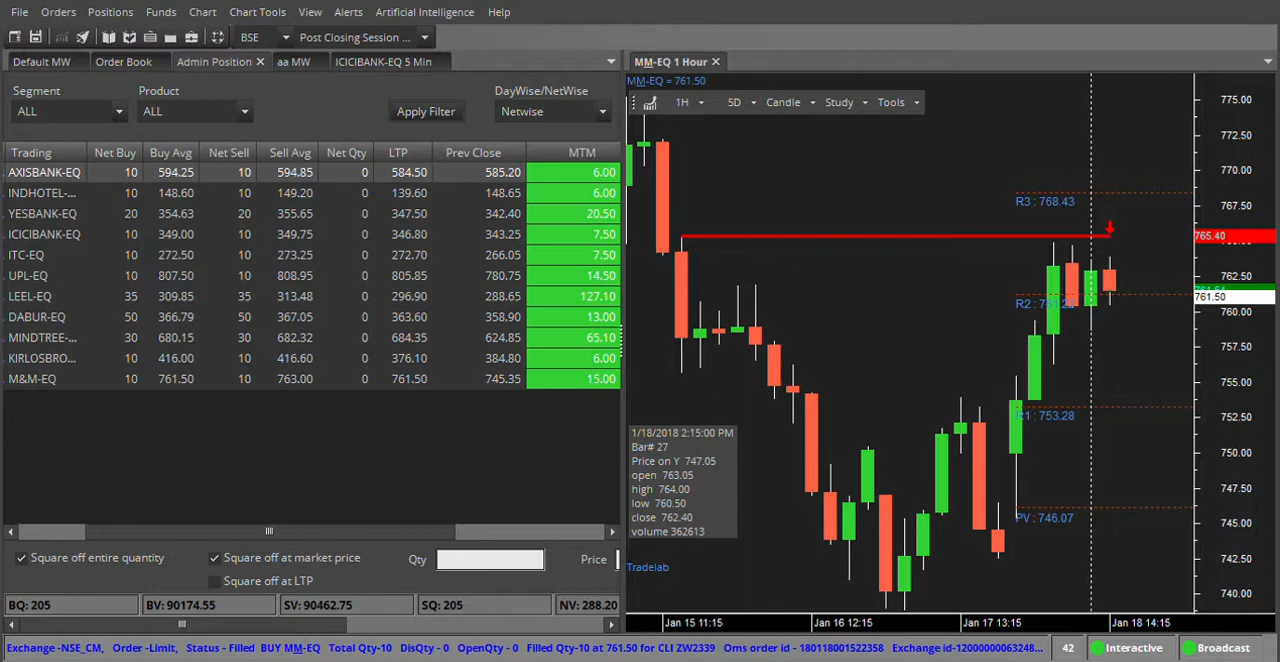 File Orders Positions Funds Chart Chart Tools View Alerts Artificial Intelligence Help
BSE Post Closing Session ...
Default MW Order Book Admin Position aa MW ICICIBANK-EQ 5 Min
Segment Product DayWise/NetWise
ALL ALL Apply Filter Netwise
Trading Net Buy Buy Avg Net Sell Sell Avg Net Qty LTP Prev Close MTM
AXISBANK-EQ 10 594.25 10 594.85 0 584.50 585.20 6.00
INDHOTEL-... 10 148.60 10 149.20 0 139.60 148.65 6.00
YESBANK-EQ 20 354.63 20 355.65 0 347.50 342.40 20.50
ICICIBANK-EQ 10 349.00 10 349.75 0 346.80 343.25 7.50
ITC-EQ 10 272.50 10 273.25 0 272.70 266.05 7.50
UPL-EQ 10 807.50 10 808.95 0 805.85 780.75 14.50
LEEL-EQ 35 309.85 35 313.48 0 296.90 288.65 127.10
DABUR-EQ 50 366.79 50 367.05 0 363.60 358.90 13.00
MINDTREE-... 30 680.15 30 682.32 0 684.35 624.85 65.10
KIRLOSBRO... 10 416.00 10 416.60 0 376.10 384.80 6.00
M&M-EQ 10 761.50 10 763.00 0 761.50 745.35 15.00
Square off entire quantity Square off at market price Qty Price
Square off at LTP
BQ: 205 BV: 90174.55 SV: 90462.75 SQ: 205 NV: 288.20
MM-EQ 1 Hour
MM-EQ = 761.50
1H 5D Candle Study Tools
775.00
772.50
770.00
R3 : 768.43
767.50
765.40
762.50
761.50
760.00
757.50
755.00
R1 : 753.28
752.50
750.00
747.50
PV : 746.07
745.00
742.50
740.00
1/18/2018 2:15:00 PM
Bar# 27
Price on Y 747.05
open 763.05
high 764.00
low 760.50
close 762.40
volume 362613
Tradelab
Jan 15 11:15 Jan 16 12:15 Jan 17 13:15 Jan 18 14:15
Exchange -NSE_CM, Order -Limit, Status - Filled BUY MM-EQ Total Qty-10 DisQty - 0 OpenQty - 0 Filled Qty-10 at 761.50 for CLI ZW2339 Oms order id - 180118001522358 Exchange id-12000000063248... 42 Interactive Broadcast